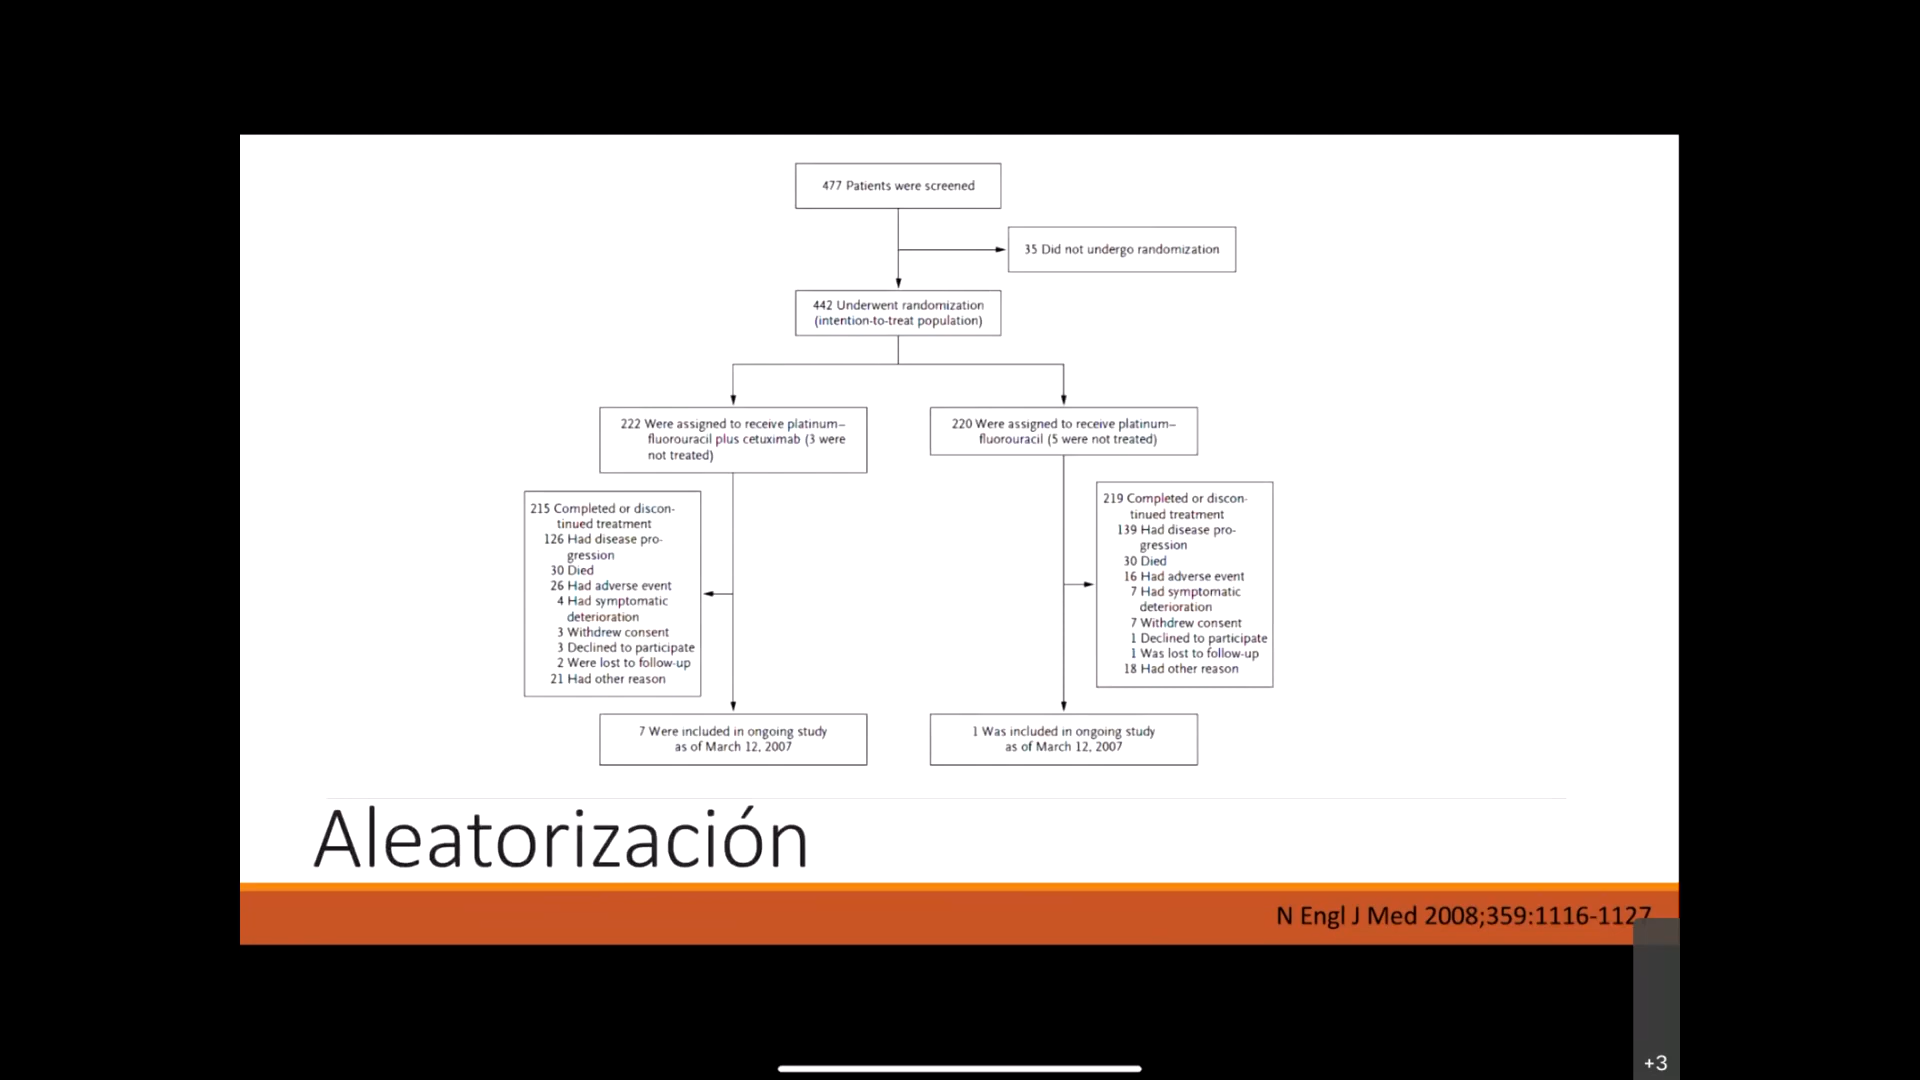 477 Patients were screened
35 Did not undergo randomization
442 Underwent randomization
(intention-to-treat population)
222 Were assigned to receive platinum–
fluorouracil plus cetuximab (3 were
not treated)
220 Were assigned to receive platinum–
fluorouracil (5 were not treated)
215 Completed or discon-
tinued treatment
126 Had disease pro-
gression
30 Died
26 Had adverse event
4 Had symptomatic
deterioration
3 Withdrew consent
3 Declined to participate
2 Were lost to follow-up
21 Had other reason
219 Completed or discon-
tinued treatment
139 Had disease pro-
gression
30 Died
16 Had adverse event
7 Had symptomatic
deterioration
7 Withdrew consent
1 Declined to participate
1 Was lost to follow-up
18 Had other reason
7 Were included in ongoing study
as of March 12, 2007
1 Was included in ongoing study
as of March 12, 2007
Aleatorización
N Engl J Med 2008;359:1116-1127
+3